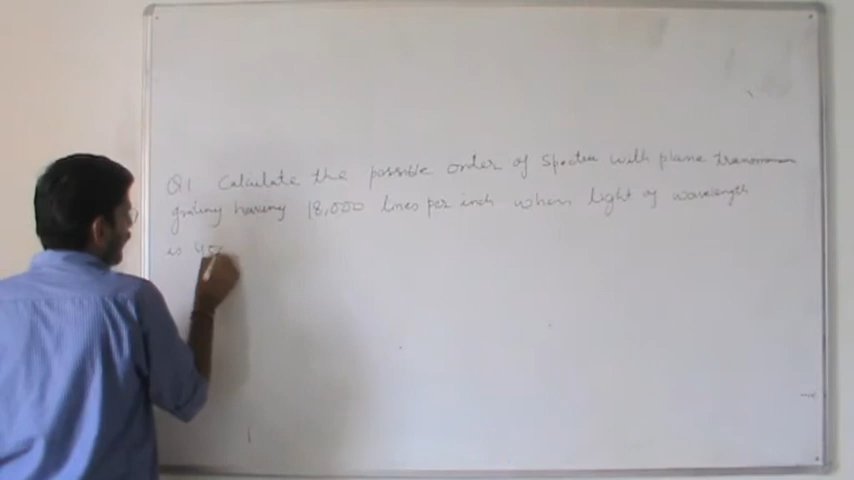 Q1 Calculate the possible order of spectra with plane
grating having 18,000 lines per inch when light of wavelength
is 45